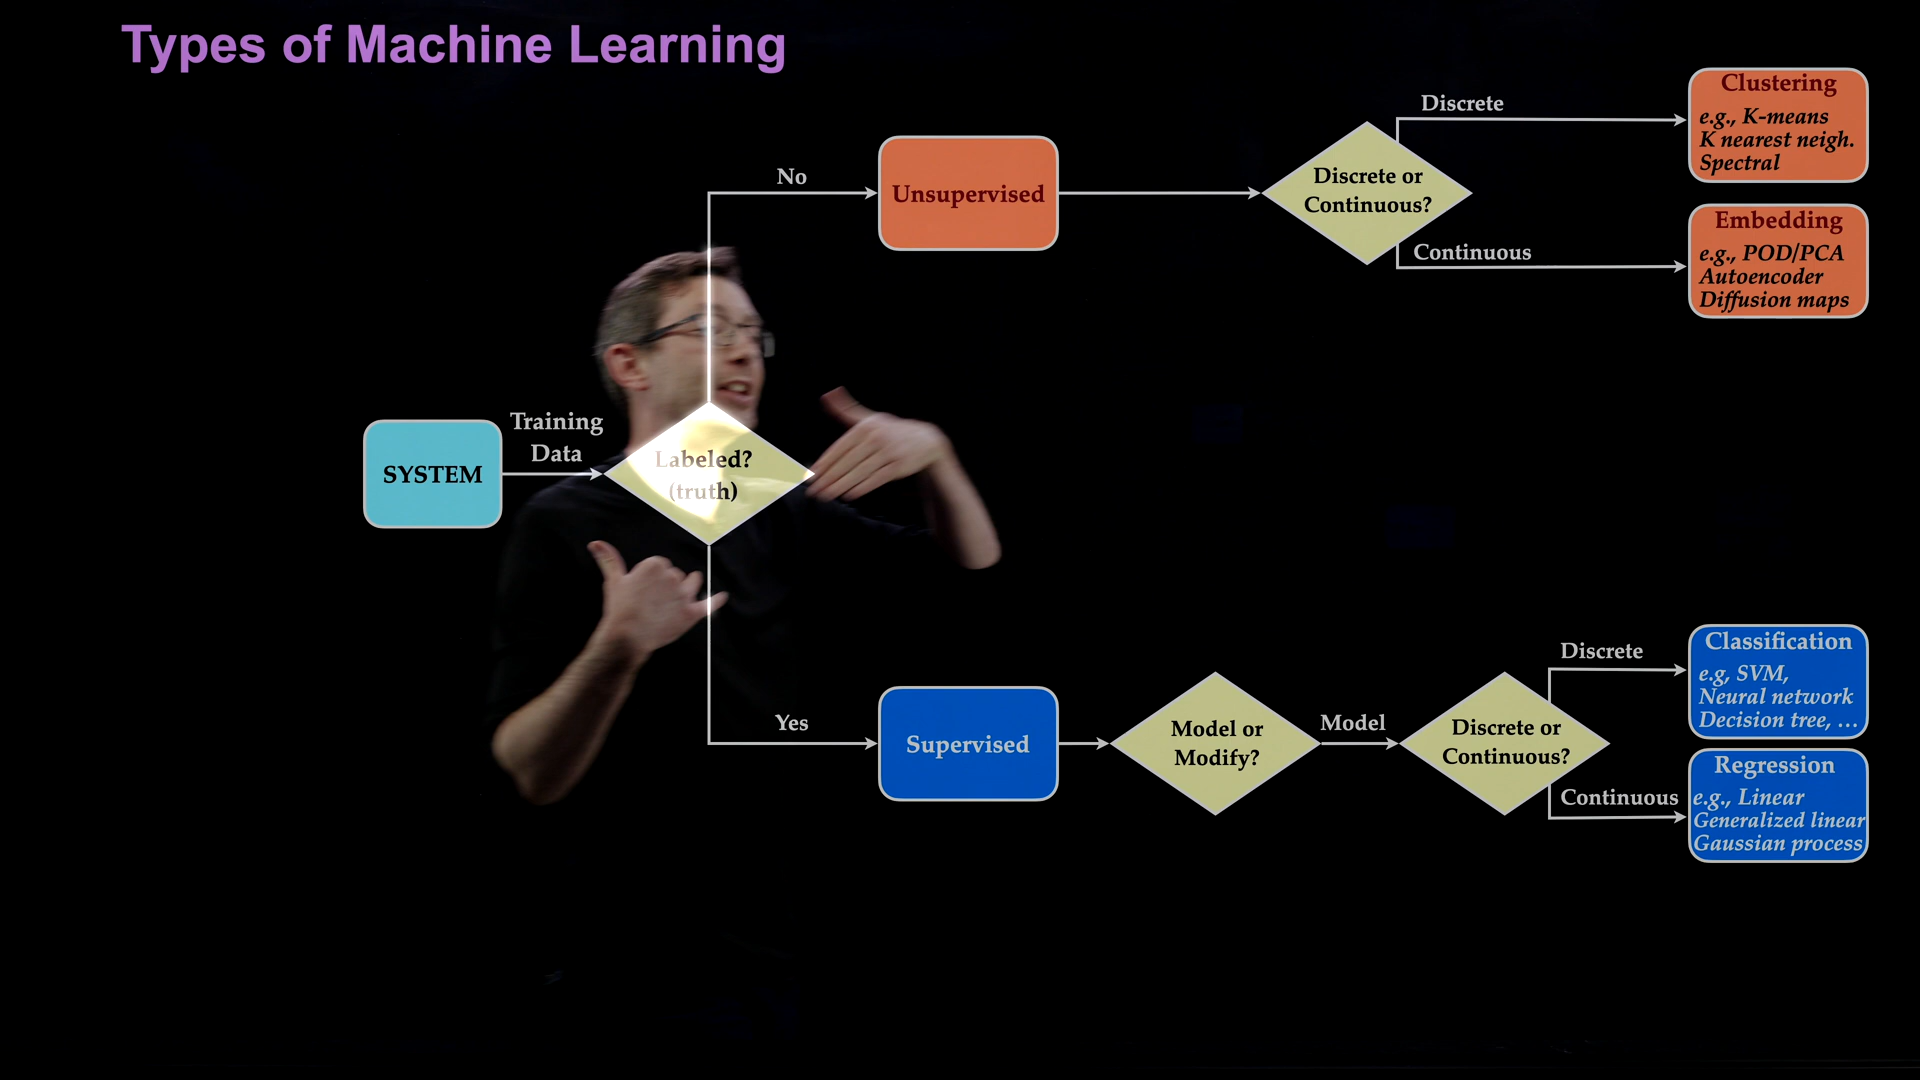 Types of Machine Learning
Discrete
Clustering
e.g., K-means
K nearest neigh.
Spectral
No
Unsupervised
Discrete or
Continuous?
Continuous
Embedding
e.g., POD/PCA
Autoencoder
Diffusion maps
SYSTEM
Training
Data
Labeled?
(truth)
Yes
Supervised
Model or
Modify?
Model
Discrete or
Continuous?
Discrete
Classification
e.g, SVM,
Neural network
Decision tree, ...
Continuous
Regression
e.g., Linear
Generalized linear
Gaussian process